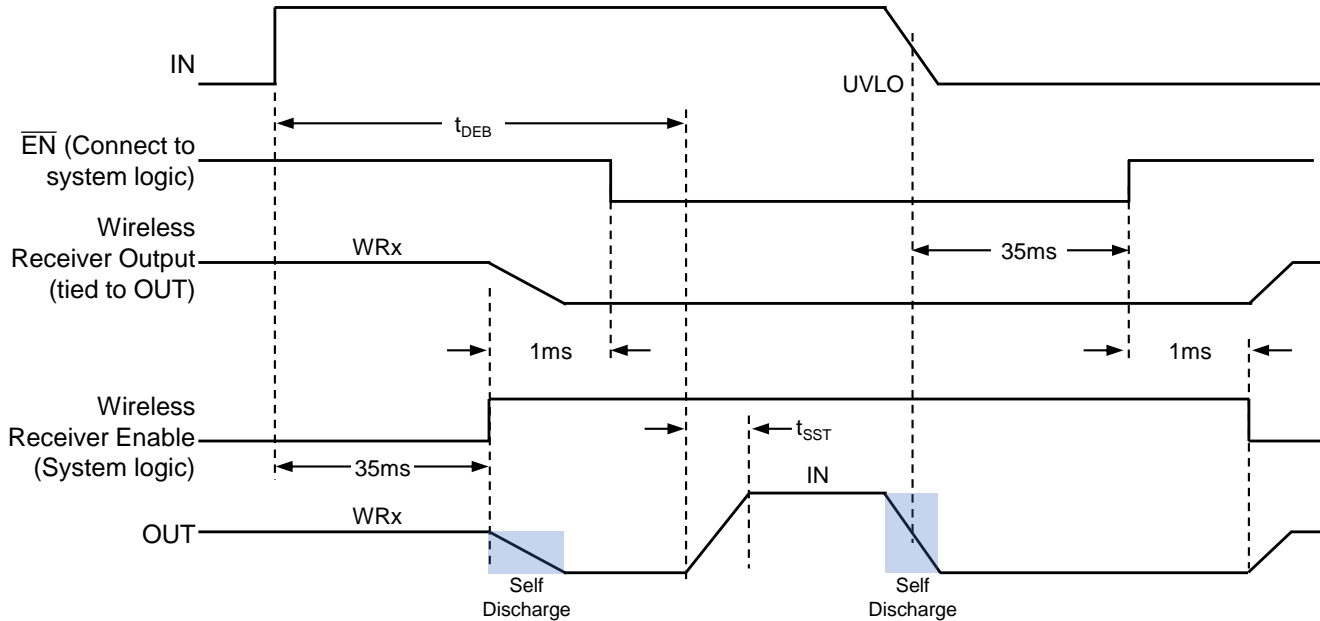 IN
UVLO
t_DEB
E̅N̅ (Connect to
system logic)
Wireless
Receiver Output
(tied to OUT)
WRx
35ms
1ms
1ms
Wireless
Receiver Enable
(System logic)
t_SST
35ms
IN
WRx
OUT
Self
Discharge
Self
Discharge